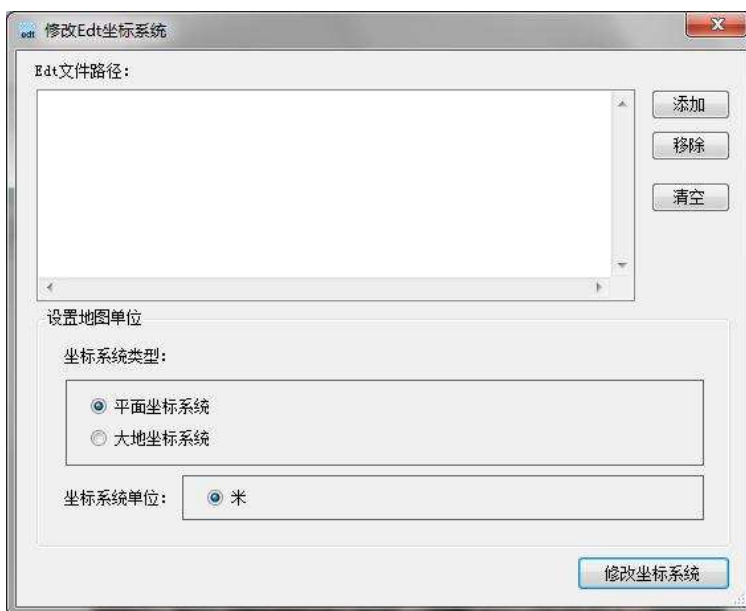 edt 修改Edt坐标系统
Edt文件路径:
添加
移除
清空
设置地图单位
坐标系统类型:
平面坐标系统
大地坐标系统
坐标系统单位: 米
修改坐标系统